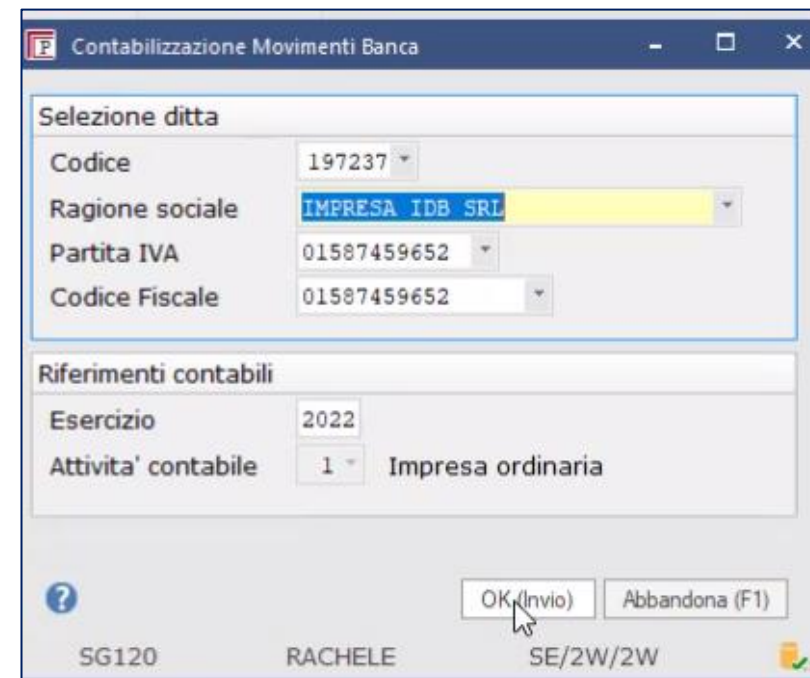 Contabilizzazione Movimenti Banca
Selezione ditta
Codice 197237
Ragione sociale IMPRESA IDB SRL
Partita IVA 01587459652
Codice Fiscale 01587459652
Riferimenti contabili
Esercizio 2022
Attivita' contabile 1 Impresa ordinaria
OK (Invio) Abbandona (F1)
SG120 RACHELE SE/2W/2W